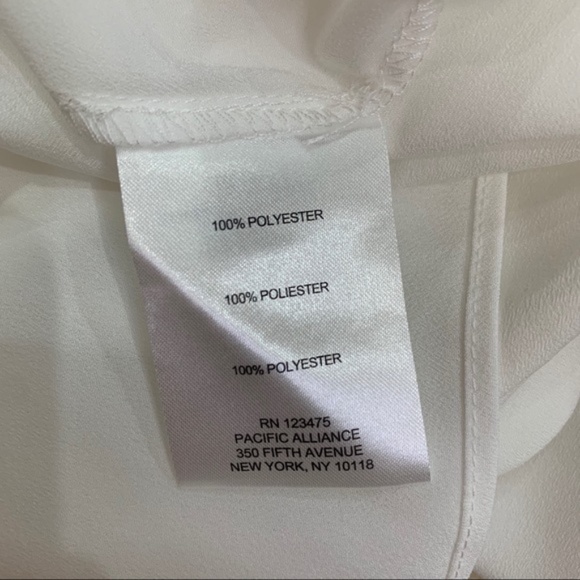 100% POLYESTER
100% POLIESTER
100% POLYESTER
RN 123475
PACIFIC ALLIANCE
350 FIFTH AVENUE
NEW YORK, NY 10118